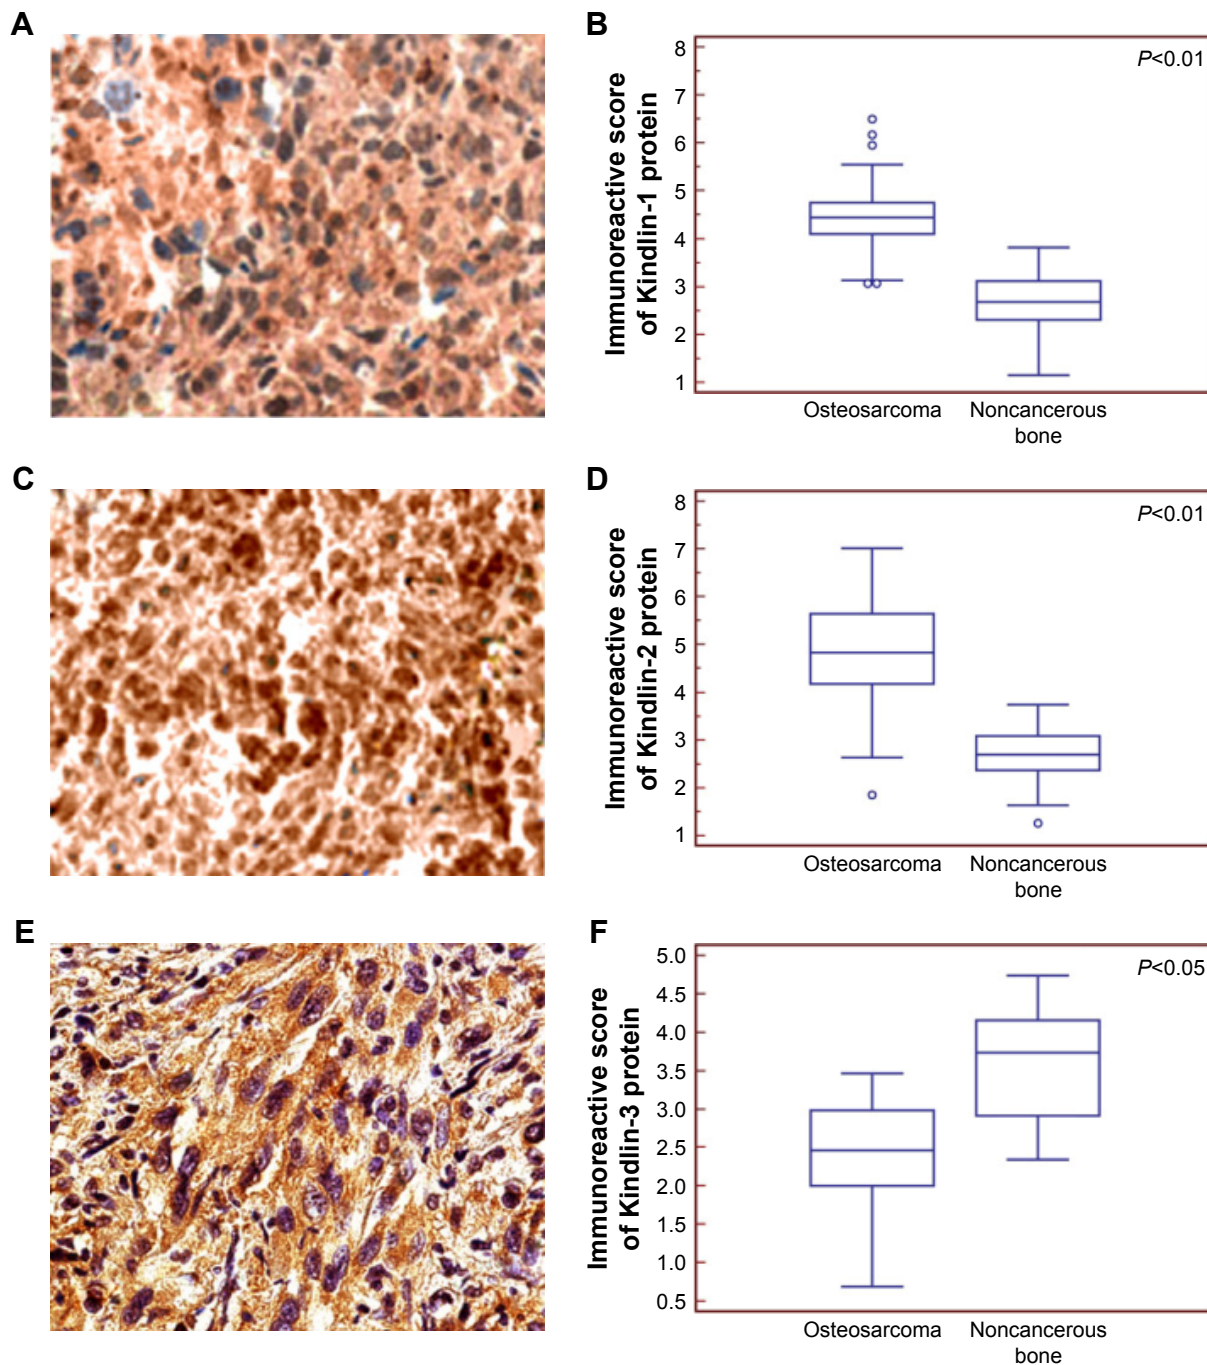 A
B
Immunoreactive score
of Kindlin-1 protein
8
7
6
5
4
3
2
1
P<0.01
Osteosarcoma
Noncancerous
bone
C
D
Immunoreactive score
of Kindlin-2 protein
8
7
6
5
4
3
2
1
P<0.01
Osteosarcoma
Noncancerous
bone
E
F
Immunoreactive score
of Kindlin-3 protein
5.0
4.5
4.0
3.5
3.0
2.5
2.0
1.5
1.0
0.5
P<0.05
Osteosarcoma
Noncancerous
bone